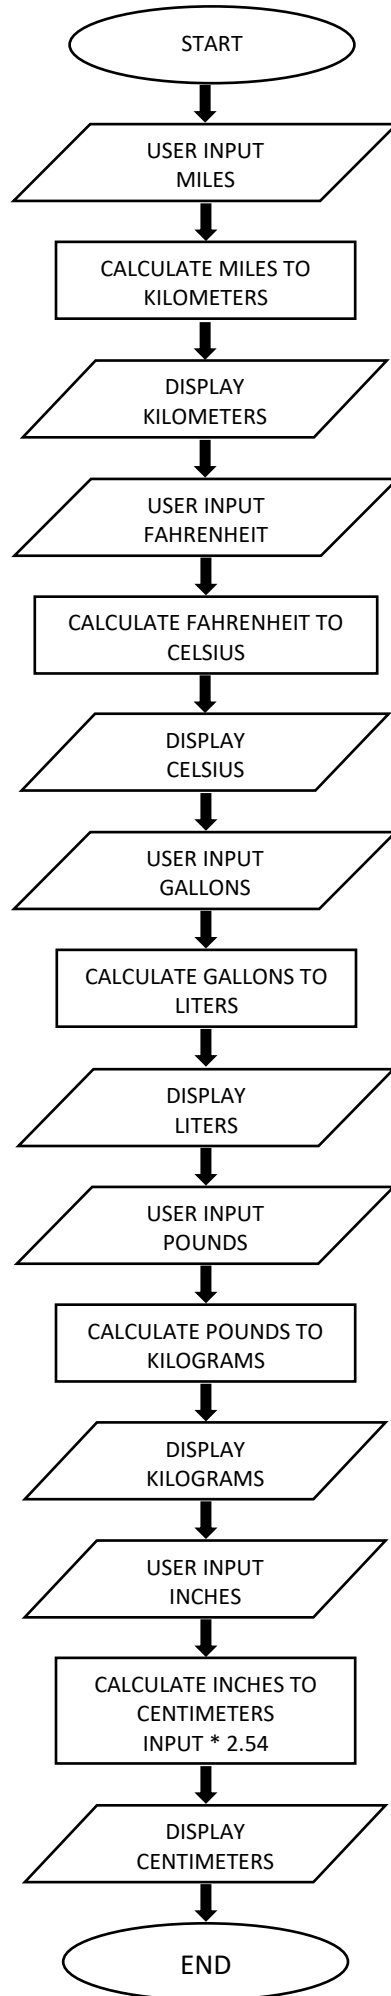 START
USER INPUT
MILES
CALCULATE MILES TO
KILOMETERS
DISPLAY
KILOMETERS
USER INPUT
FAHRENHEIT
CALCULATE FAHRENHEIT TO
CELSIUS
DISPLAY
CELSIUS
USER INPUT
GALLONS
CALCULATE GALLONS TO
LITERS
DISPLAY
LITERS
USER INPUT
POUNDS
CALCULATE POUNDS TO
KILOGRAMS
DISPLAY
KILOGRAMS
USER INPUT
INCHES
CALCULATE INCHES TO
CENTIMETERS
INPUT * 2.54
DISPLAY
CENTIMETERS
END